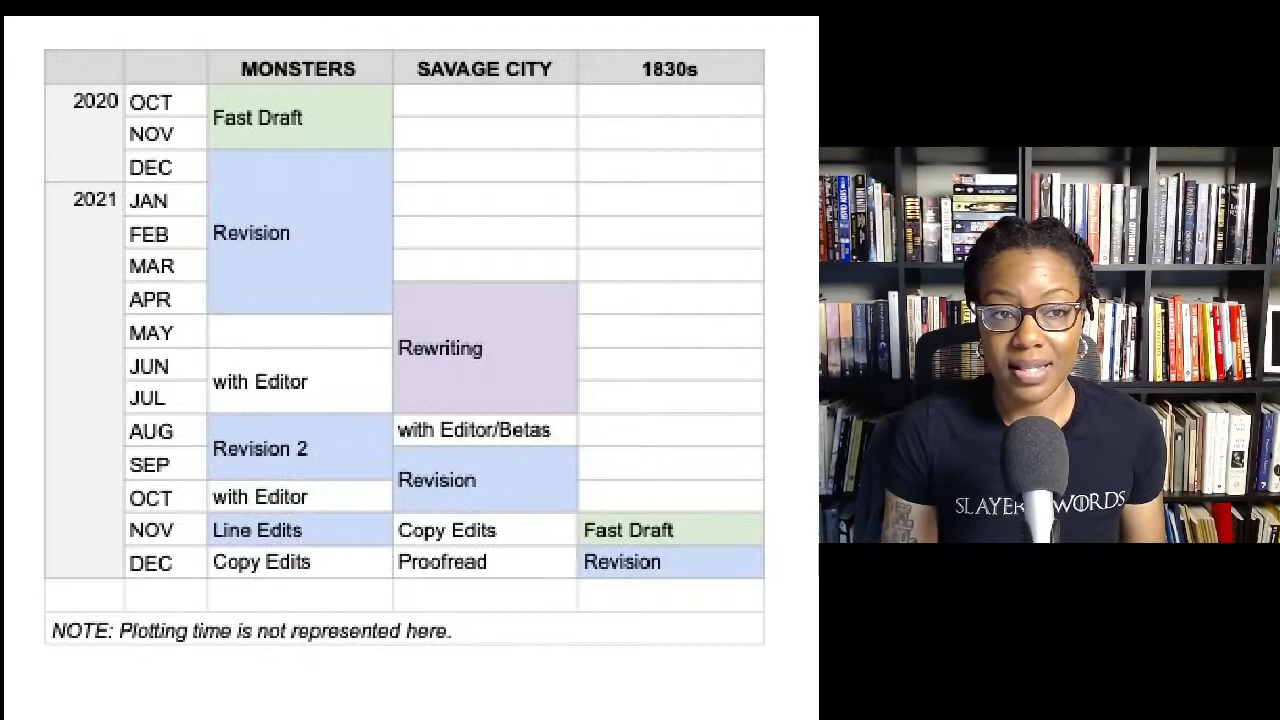 MONSTERS SAVAGE CITY 1830s
2020 OCT Fast Draft
NOV
DEC Revision
2021 JAN
FEB
MAR
APR Rewriting
MAY
JUN with Editor
JUL
AUG Revision 2 with Editor/Betas
SEP Revision
OCT with Editor
NOV Line Edits Copy Edits Fast Draft
DEC Copy Edits Proofread Revision
NOTE: Plotting time is not represented here.
SLAYER WORDS